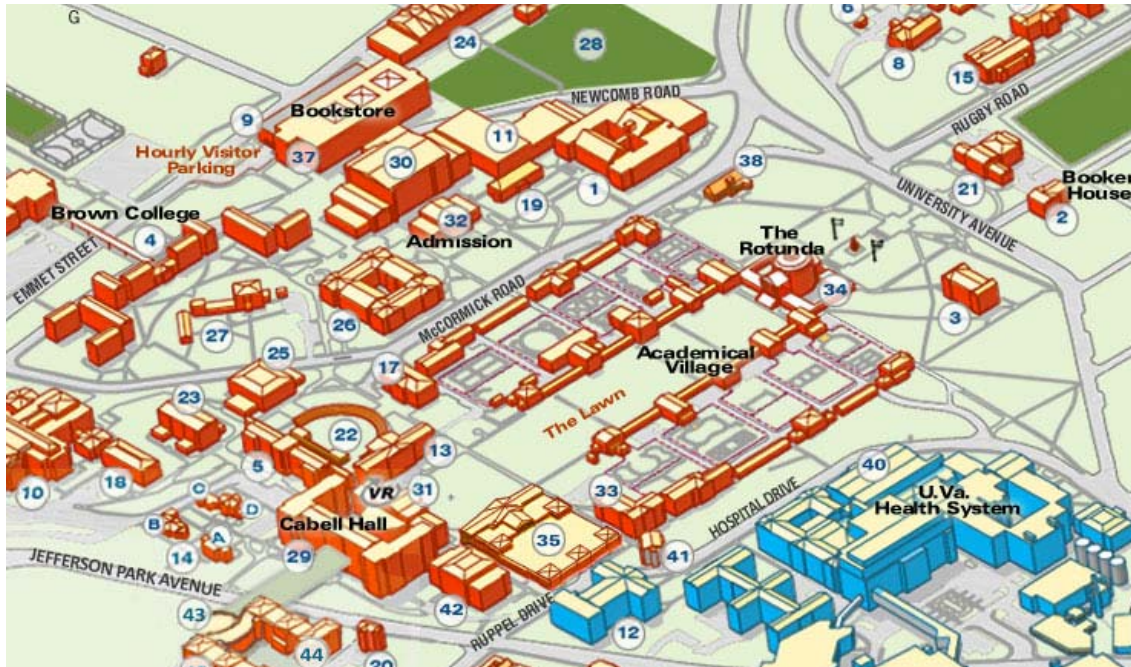 G
24
28
6
8
15
Bookstore
NEWCOMB ROAD
RUGBY ROAD
9
11
37
30
Hourly Visitor
Parking
38
1
19
21
Booker
House
2
UNIVERSITY AVENUE
Brown College
4
32
Admission
The
Rotunda
34
3
EMMET STREET
27
26
McCORMICK ROAD
25
17
Academical
Village
23
The Lawn
22
13
5
10
18
VR
31
33
40
U.Va.
Health System
HOSPITAL DRIVE
C
D
B
A
14
Cabell Hall
29
35
41
JEFFERSON PARK AVENUE
42
RUPPEL DRIVE
12
43
44